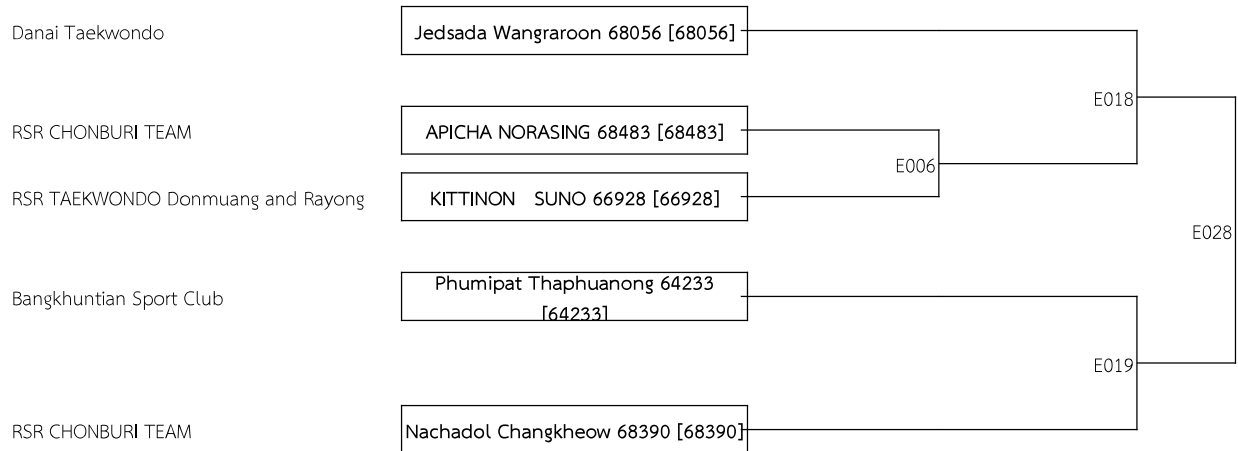 Danai Taekwondo
Jedsada Wangraroon 68056 [68056]
E018
RSR CHONBURI TEAM
APICHA NORASING 68483 [68483]
E006
RSR TAEKWONDO Donmuang and Rayong
KITTINON SUNO 66928 [66928]
E028
Bangkhuntian Sport Club
Phumipat Thaphuanong 64233
[64233]
E019
RSR CHONBURI TEAM
Nachadol Changkheow 68390 [68390]